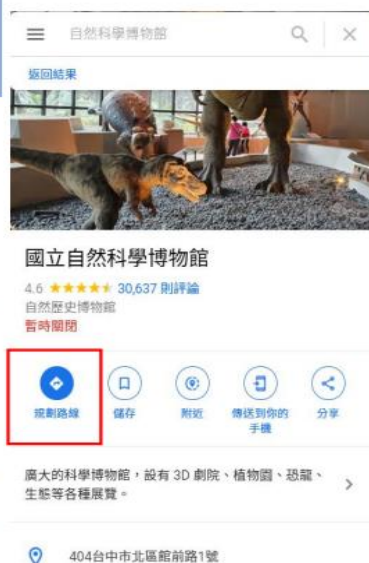 自然科學博物館
返回結果
國立自然科學博物館
4.6 ★★★★★ 30,637 則評論
自然歷史博物館
暫時關閉
規劃路線 儲存 附近 傳送到你的手機 分享
廣大的科學博物館，設有 3D 劇院、植物園、恐龍、
生態等各種展覽。
404台中市北區館前路1號